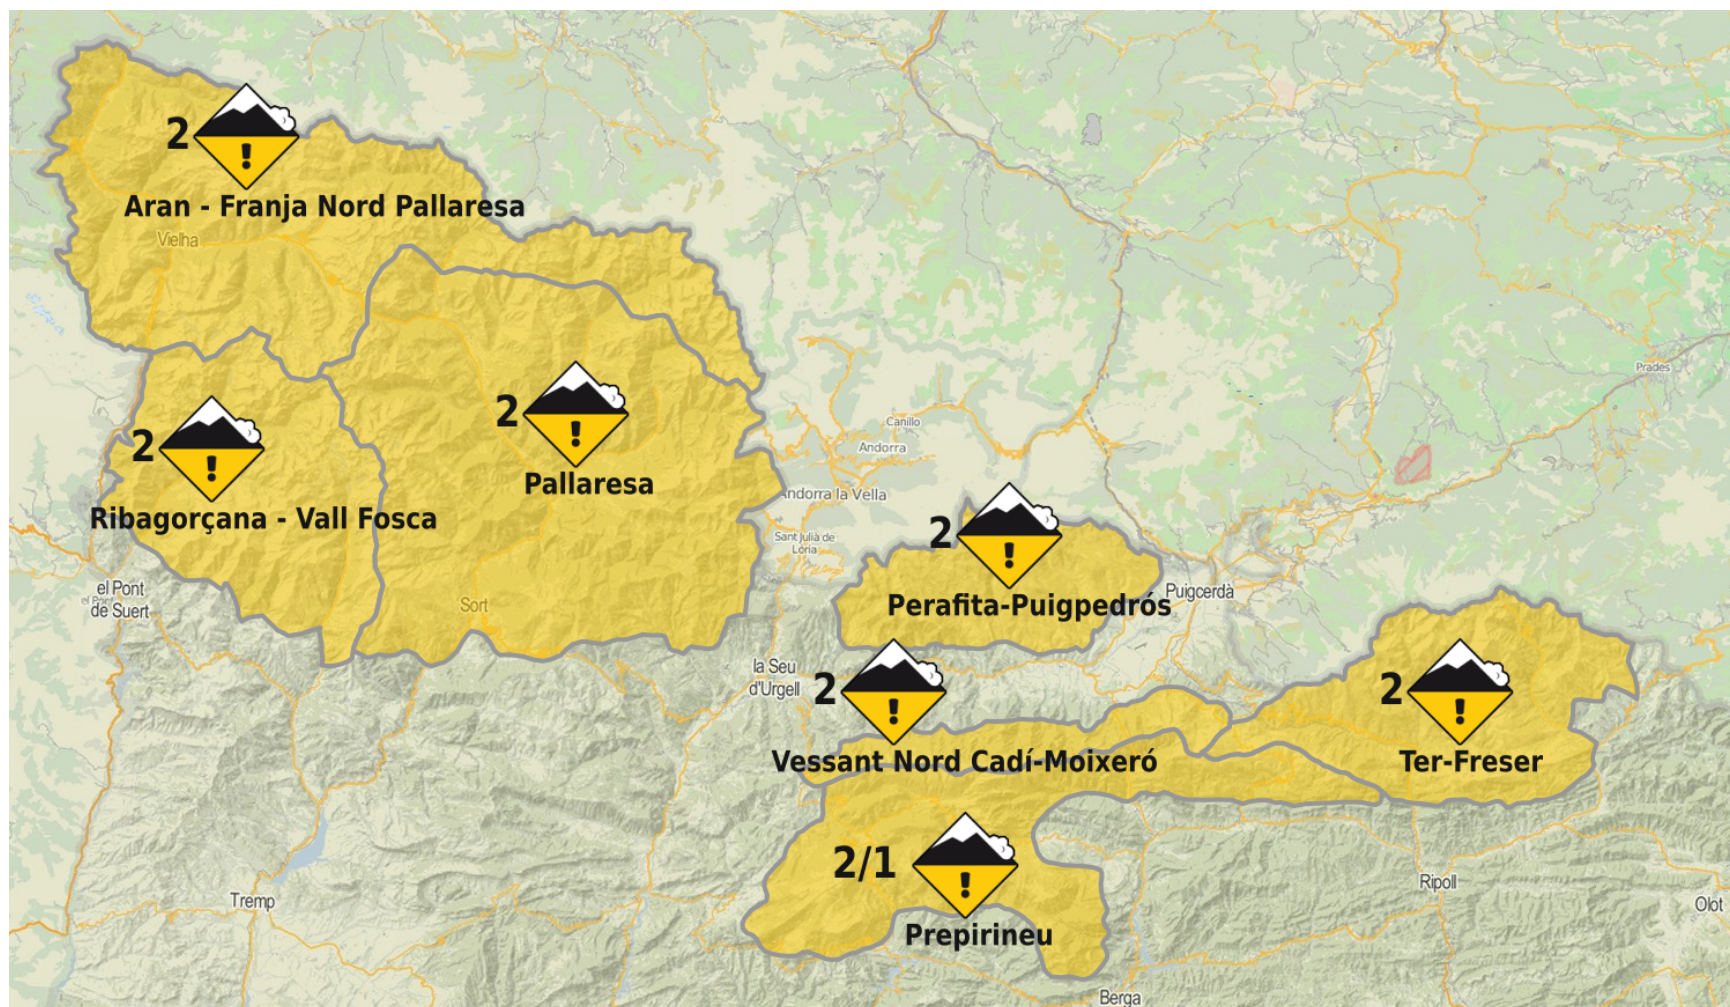 2
!
Aran - Franja Nord Pallaresa
Vielha
2
!
Ribagorçana - Vall Fosca
2
!
Pallaresa
Canillo
Andorra
Andorra la Vella
Sant Julià de
Lòria
2
!
Perafita-Puigpedrós
Puigcerdà
Prades
el Pont
de Suert
Sort
la Seu
d'Urgell
2
!
Vessant Nord Cadí-Moixeró
2
!
Ter-Freser
2/1
!
Prepirineu
Tremp
Ripoll
Olot
Berga